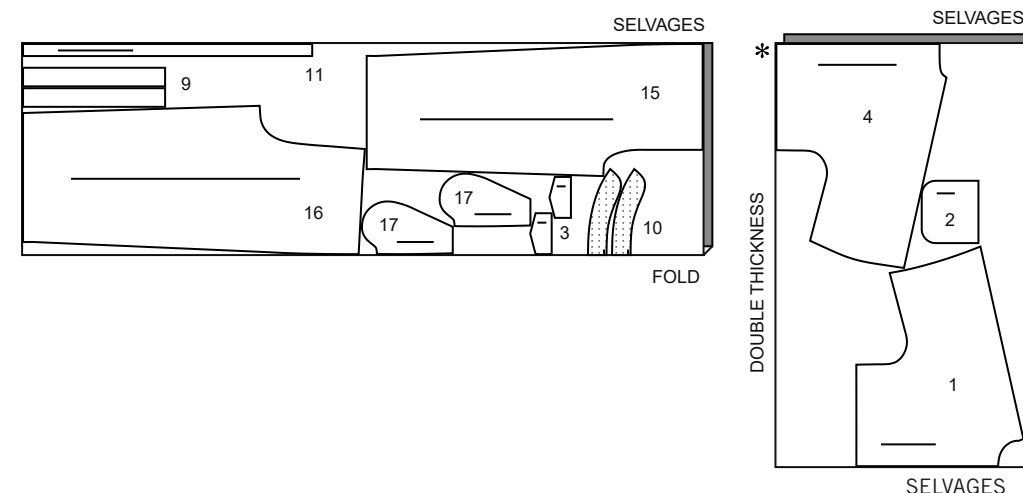 SELVAGES
11
9
15
16
17
17
3
10
FOLD
SELVAGES
*
4
2
DOUBLE THICKNESS
1
SELVAGES